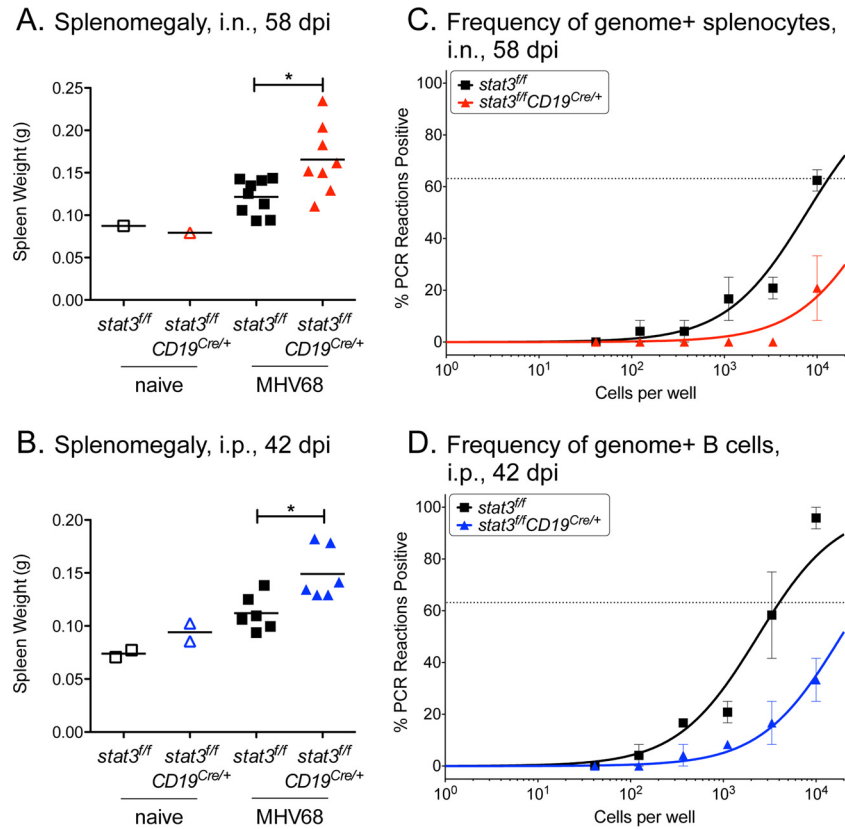 A. Splenomegaly, i.n., 58 dpi
*
Spleen Weight (g)
0.25
0.20
0.15
0.10
0.05
0.00
stat3f/f
stat3f/f CD19Cre/+
stat3f/f
stat3f/f CD19Cre/+
naive
MHV68
C. Frequency of genome+ splenocytes,
i.n., 58 dpi
stat3f/f
stat3f/fCD19Cre/+
% PCR Reactions Positive
100
80
60
40
20
0
10^0 10^1 10^2 10^3 10^4
Cells per well
B. Splenomegaly, i.p., 42 dpi
*
Spleen Weight (g)
0.20
0.15
0.10
0.05
0.00
stat3f/f
stat3f/f CD19Cre/+
stat3f/f
stat3f/f CD19Cre/+
naive
MHV68
D. Frequency of genome+ B cells,
i.p., 42 dpi
stat3f/f
stat3f/fCD19Cre/+
% PCR Reactions Positive
100
80
60
40
20
0
10^0 10^1 10^2 10^3 10^4
Cells per well